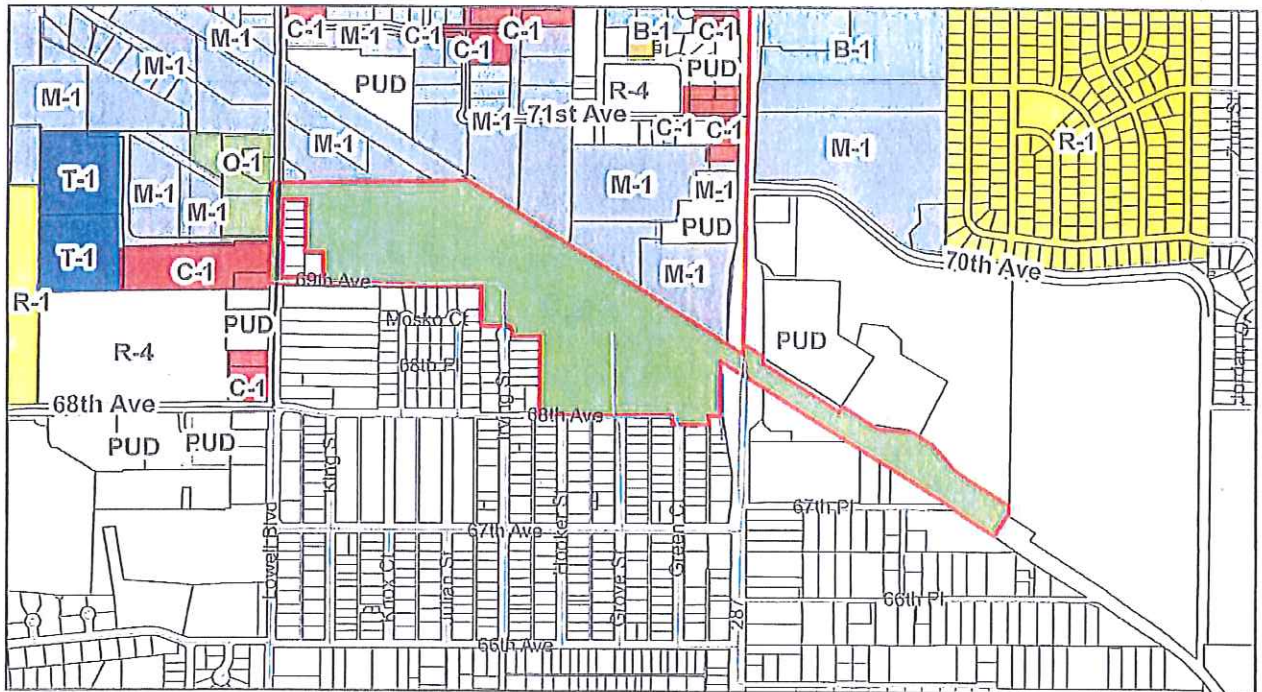 C-1
M-1
C-1
M-1
C-1
B-1
C-1
B-1
M-1
PUD
PUD
M-1
R-4
71st Ave
M-1
C-1
C-1
R-1
O-1
M-1
M-1
M-1
T-1
M-1
M-1
M-1
PUD
T-1
C-1
M-1
70th Ave
R-1
69th Ave
PUD
Mosko Ct
PUD
R-4
68th Pl
C-1
Irving St
68th Ave
68th Ave
PUD
PUD
King St
67th Pl
67th Ave
Lowell Blvd
Knox Ct
Julian St
Hooker St
Grove St
Green Ct
287
66th Pl
66th Ave